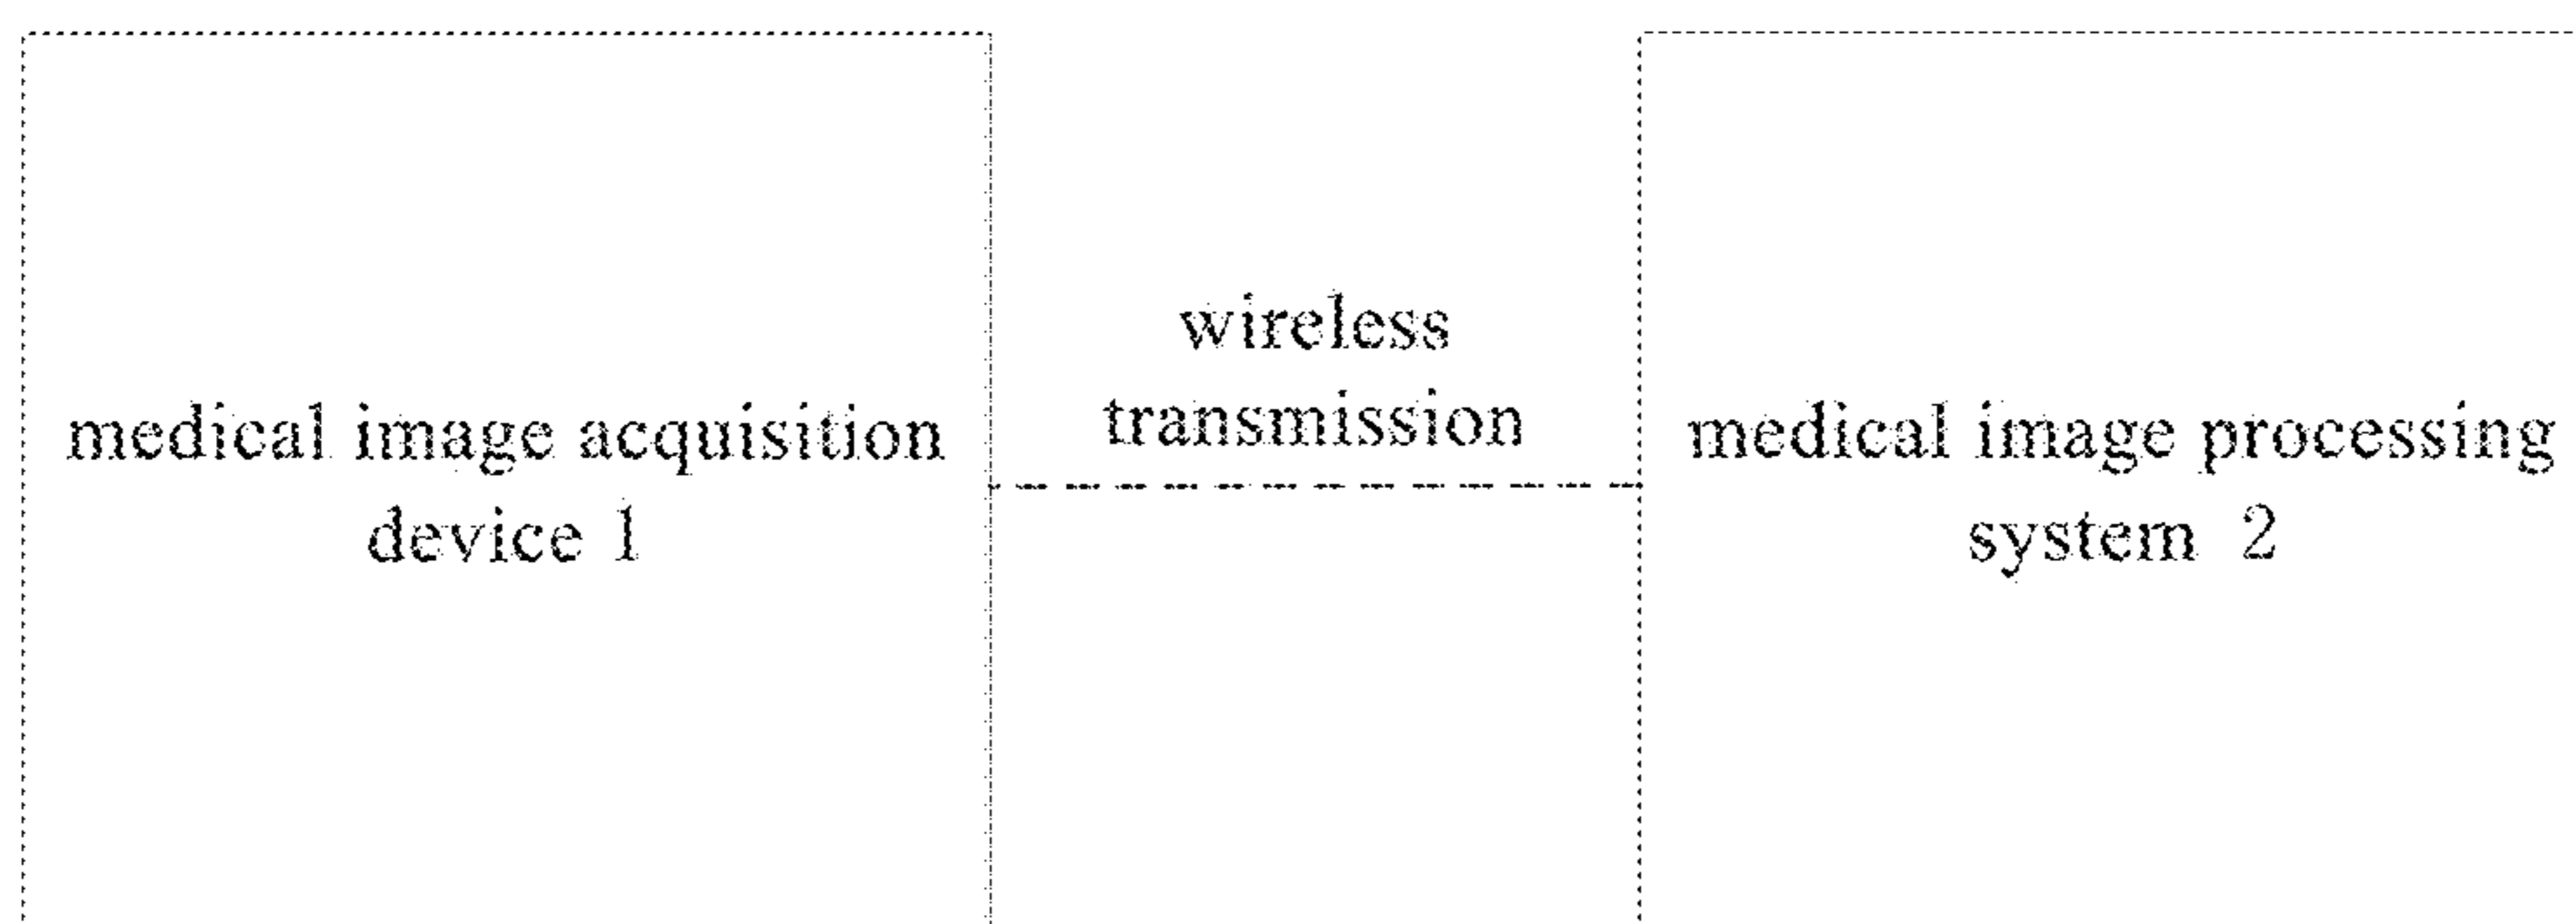 medical image acquisition
device 1
wireless
transmission
medical image processing
system 2